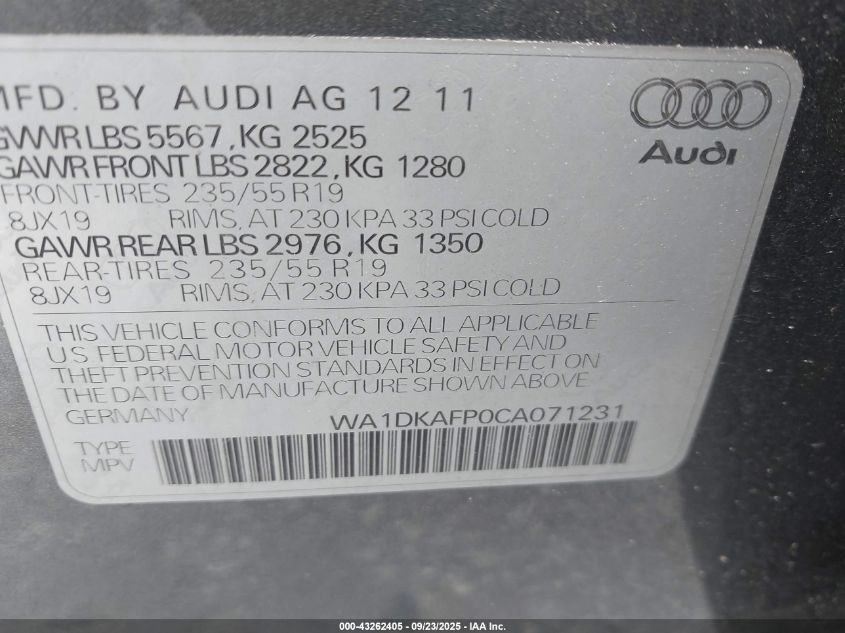 MFD. BY AUDI AG 12 11
GVWR LBS 5567, KG 2525
GAWR FRONT LBS 2822, KG 1280
FRONT-TIRES 235/55 R19
8JX19 RIMS, AT 230 KPA 33 PSI COLD
GAWR REAR LBS 2976, KG 1350
REAR-TIRES 235/55 R19
8JX19 RIMS, AT 230 KPA 33 PSI COLD
Audi
THIS VEHICLE CONFORMS TO ALL APPLICABLE
U.S. FEDERAL MOTOR VEHICLE SAFETY AND
THEFT PREVENTION STANDARDS IN EFFECT ON
THE DATE OF MANUFACTURE SHOWN ABOVE.
GERMANY WA1DKAFP0CA071231
TYPE
MPV
000-43262405 - 09/23/2025 - IAA Inc.